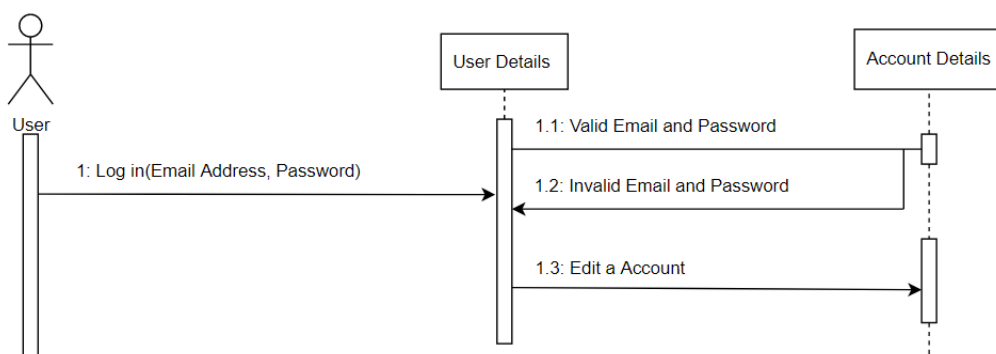 User Details
Account Details
User
1.1: Valid Email and Password
1: Log in(Email Address, Password)
1.2: Invalid Email and Password
1.3: Edit a Account